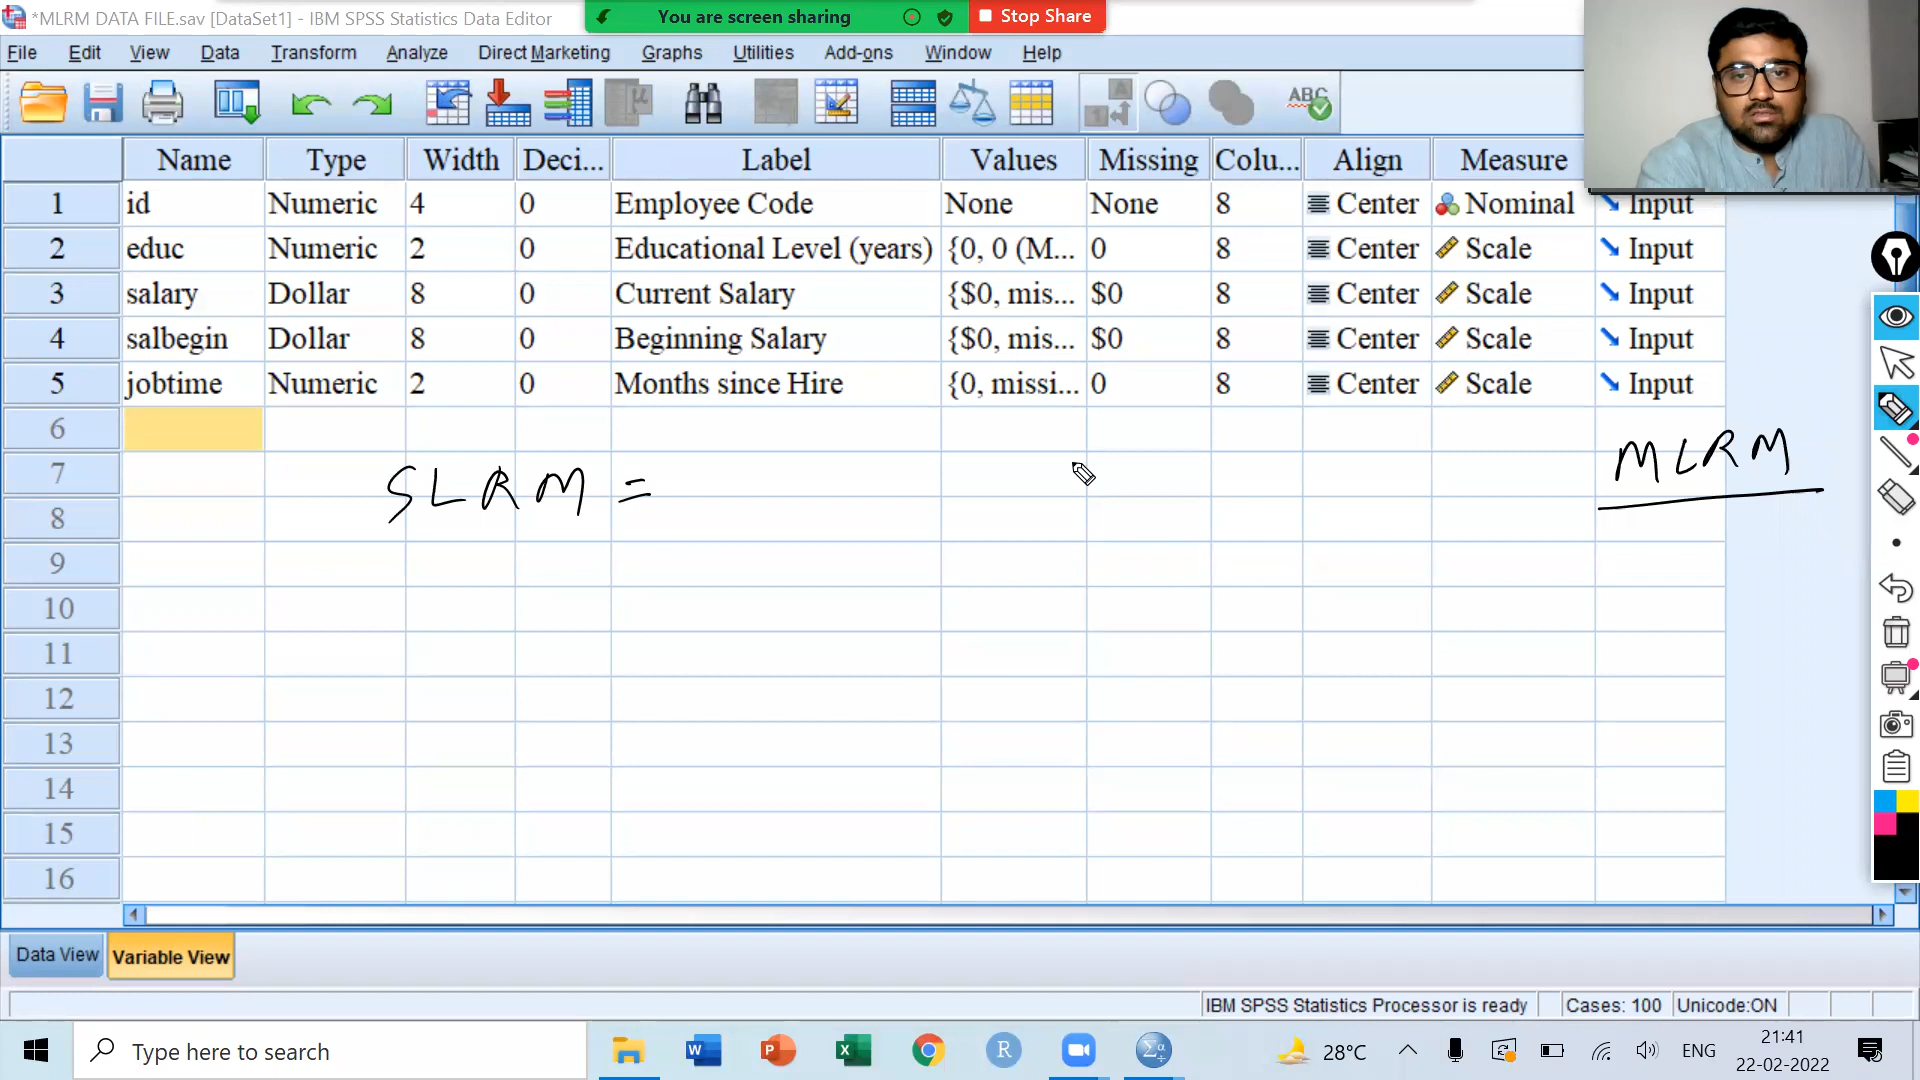 *MLRM DATA FILE.sav [DataSet1] - IBM SPSS Statistics Data Editor
You are screen sharing
Stop Share
File Edit View Data Transform Analyze Direct Marketing Graphs Utilities Add-ons Window Help
A
1
ABC
Name Type Width Deci... Label Values Missing Colu... Align Measure
1 id Numeric 4 0 Employee Code None None 8 Center Nominal Input
2 educ Numeric 2 0 Educational Level (years) {0, 0 (M... 0 8 Center Scale Input
3 salary Dollar 8 0 Current Salary {$0, mis... $0 8 Center Scale Input
4 salbegin Dollar 8 0 Beginning Salary {$0, mis... $0 8 Center Scale Input
5 jobtime Numeric 2 0 Months since Hire {0, missi... 0 8 Center Scale Input
6
MLRM
7
SLRM =
8
9
10
11
12
13
14
15
16
Data View Variable View
IBM SPSS Statistics Processor is ready Cases: 100 Unicode:ON
Type here to search
28°C
ENG
21:41
22-02-2022